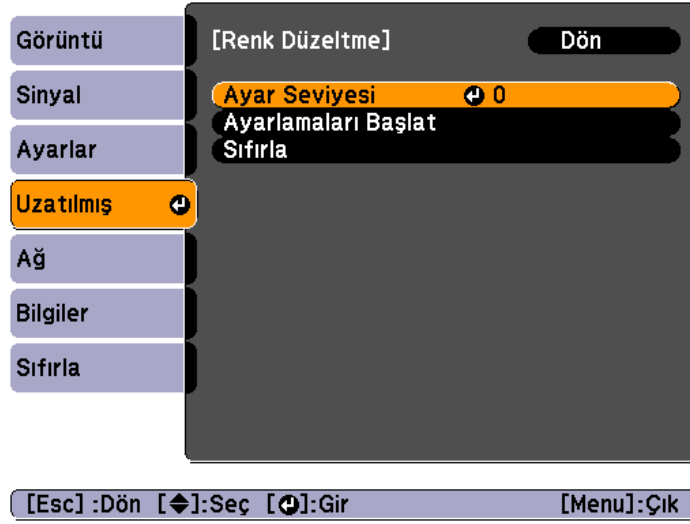 Görüntü
Sinyal
Ayarlar
Uzatılmış
Ağ
Bilgiler
Sıfırla
[Renk Düzeltme] Dön
Ayar Seviyesi 0
Ayarlamaları Başlat
Sıfırla
[Esc] :Dön [◆]:Seç [↵]:Gir [Menu]:Çık